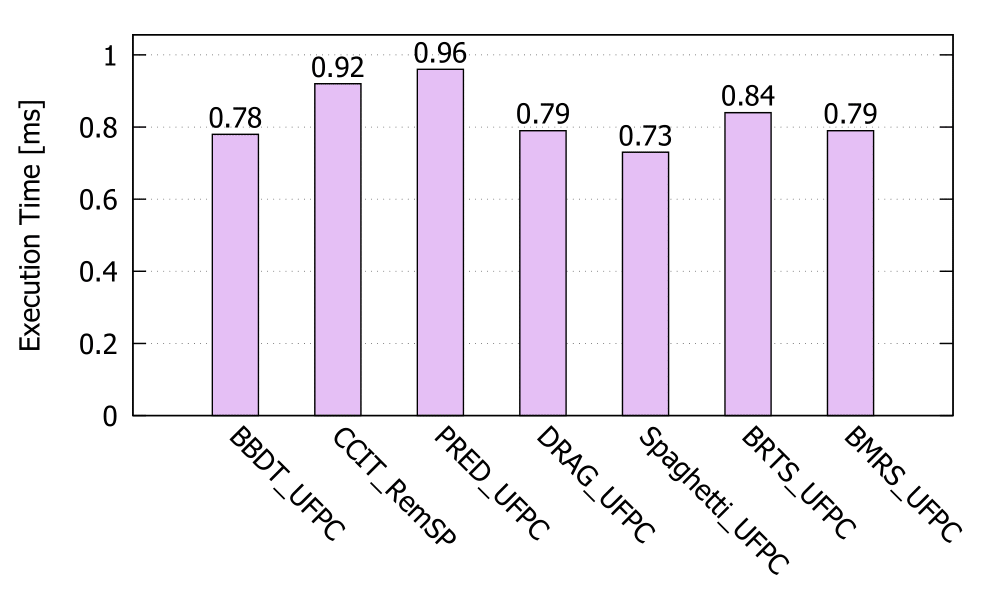 Execution Time [ms]
1
0.8
0.6
0.4
0.2
0
0.78
0.92
0.96
0.79
0.73
0.84
0.79
BBDT_UFPC
CCIT_RemSP
PRED_UFPC
DRAG_UFPC
Spaghetti_UFPC
BRTS_UFPC
BMRS_UFPC